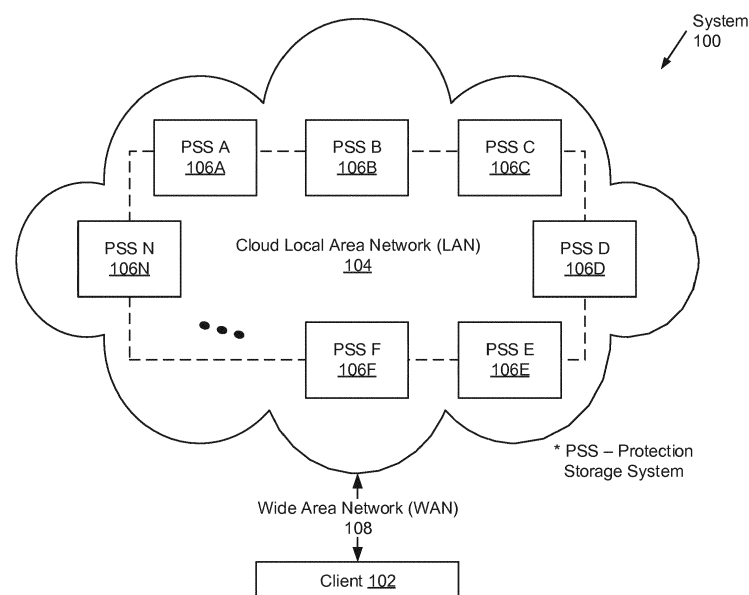 System
100
PSS A
106A
PSS B
106B
PSS C
106C
PSS N
106N
Cloud Local Area Network (LAN)
104
PSS D
106D
PSS F
106F
PSS E
106E
* PSS – Protection
Storage System
Wide Area Network (WAN)
108
Client 102